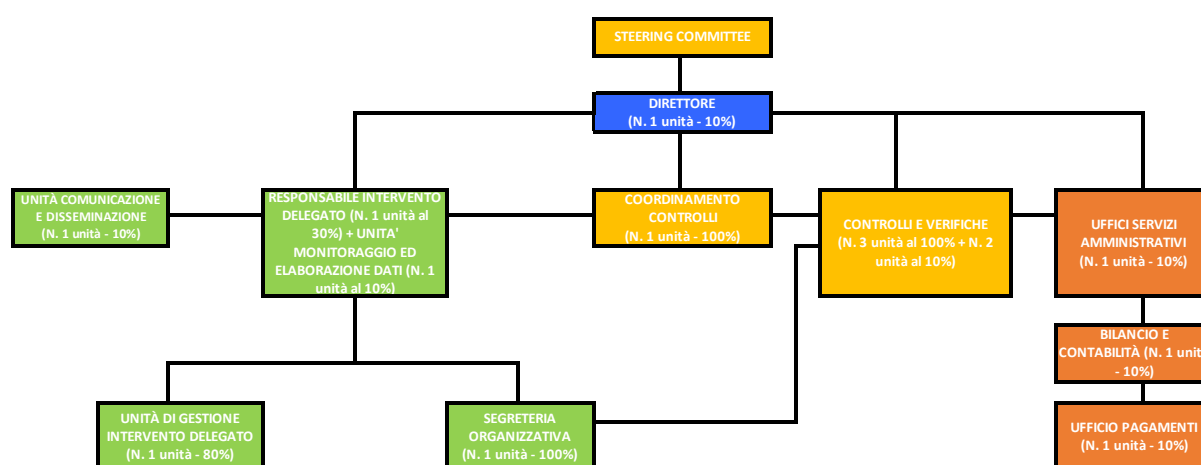 STEERING COMMITTEE
DIRETTORE
(N. 1 unità - 10%)
UNITÀ COMUNICAZIONE
E DISSEMINAZIONE
(N. 1 unità - 10%)
RESPONSABILE INTERVENTO
DELEGATO (N. 1 unità al
30%) + UNITA'
MONITORAGGIO ED
ELABORAZIONE DATI (N. 1
unità al 10%)
COORDINAMENTO
CONTROLLI
(N. 1 unità - 100%)
CONTROLLI E VERIFICHE
(N. 3 unità al 100% + N. 2
unità al 10%)
UFFICI SERVIZI
AMMINISTRATIVI
(N. 1 unità - 10%)
BILANCIO E
CONTABILITÀ (N. 1 unit
- 10%)
UNITÀ DI GESTIONE
INTERVENTO DELEGATO
(N. 1 unità - 80%)
SEGRETERIA
ORGANIZZATIVA
(N. 1 unità - 100%)
UFFICIO PAGAMENTI
(N. 1 unità - 10%)